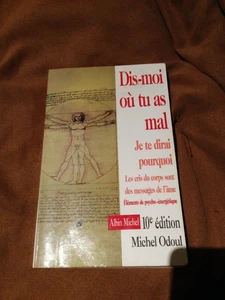 Dis-moi
où tu as
mal
Je te dirai
pourquoi
Les cris du corps sont
des messages de l'âme
Éléments de psycho-énergétique
Albin Michel
10e édition
Michel Odoul